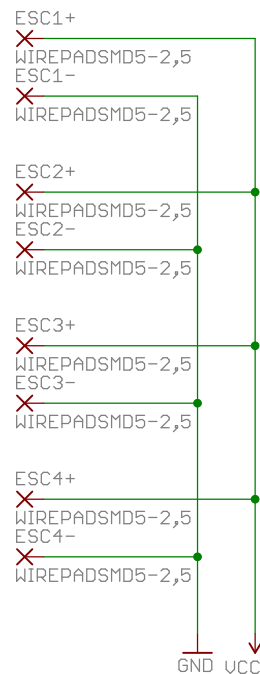 ESC1+
WIREPADSMD5-2,5
ESC1-
WIREPADSMD5-2,5
ESC2+
WIREPADSMD5-2,5
ESC2-
WIREPADSMD5-2,5
ESC3+
WIREPADSMD5-2,5
ESC3-
WIREPADSMD5-2,5
ESC4+
WIREPADSMD5-2,5
ESC4-
WIREPADSMD5-2,5
GND VCC